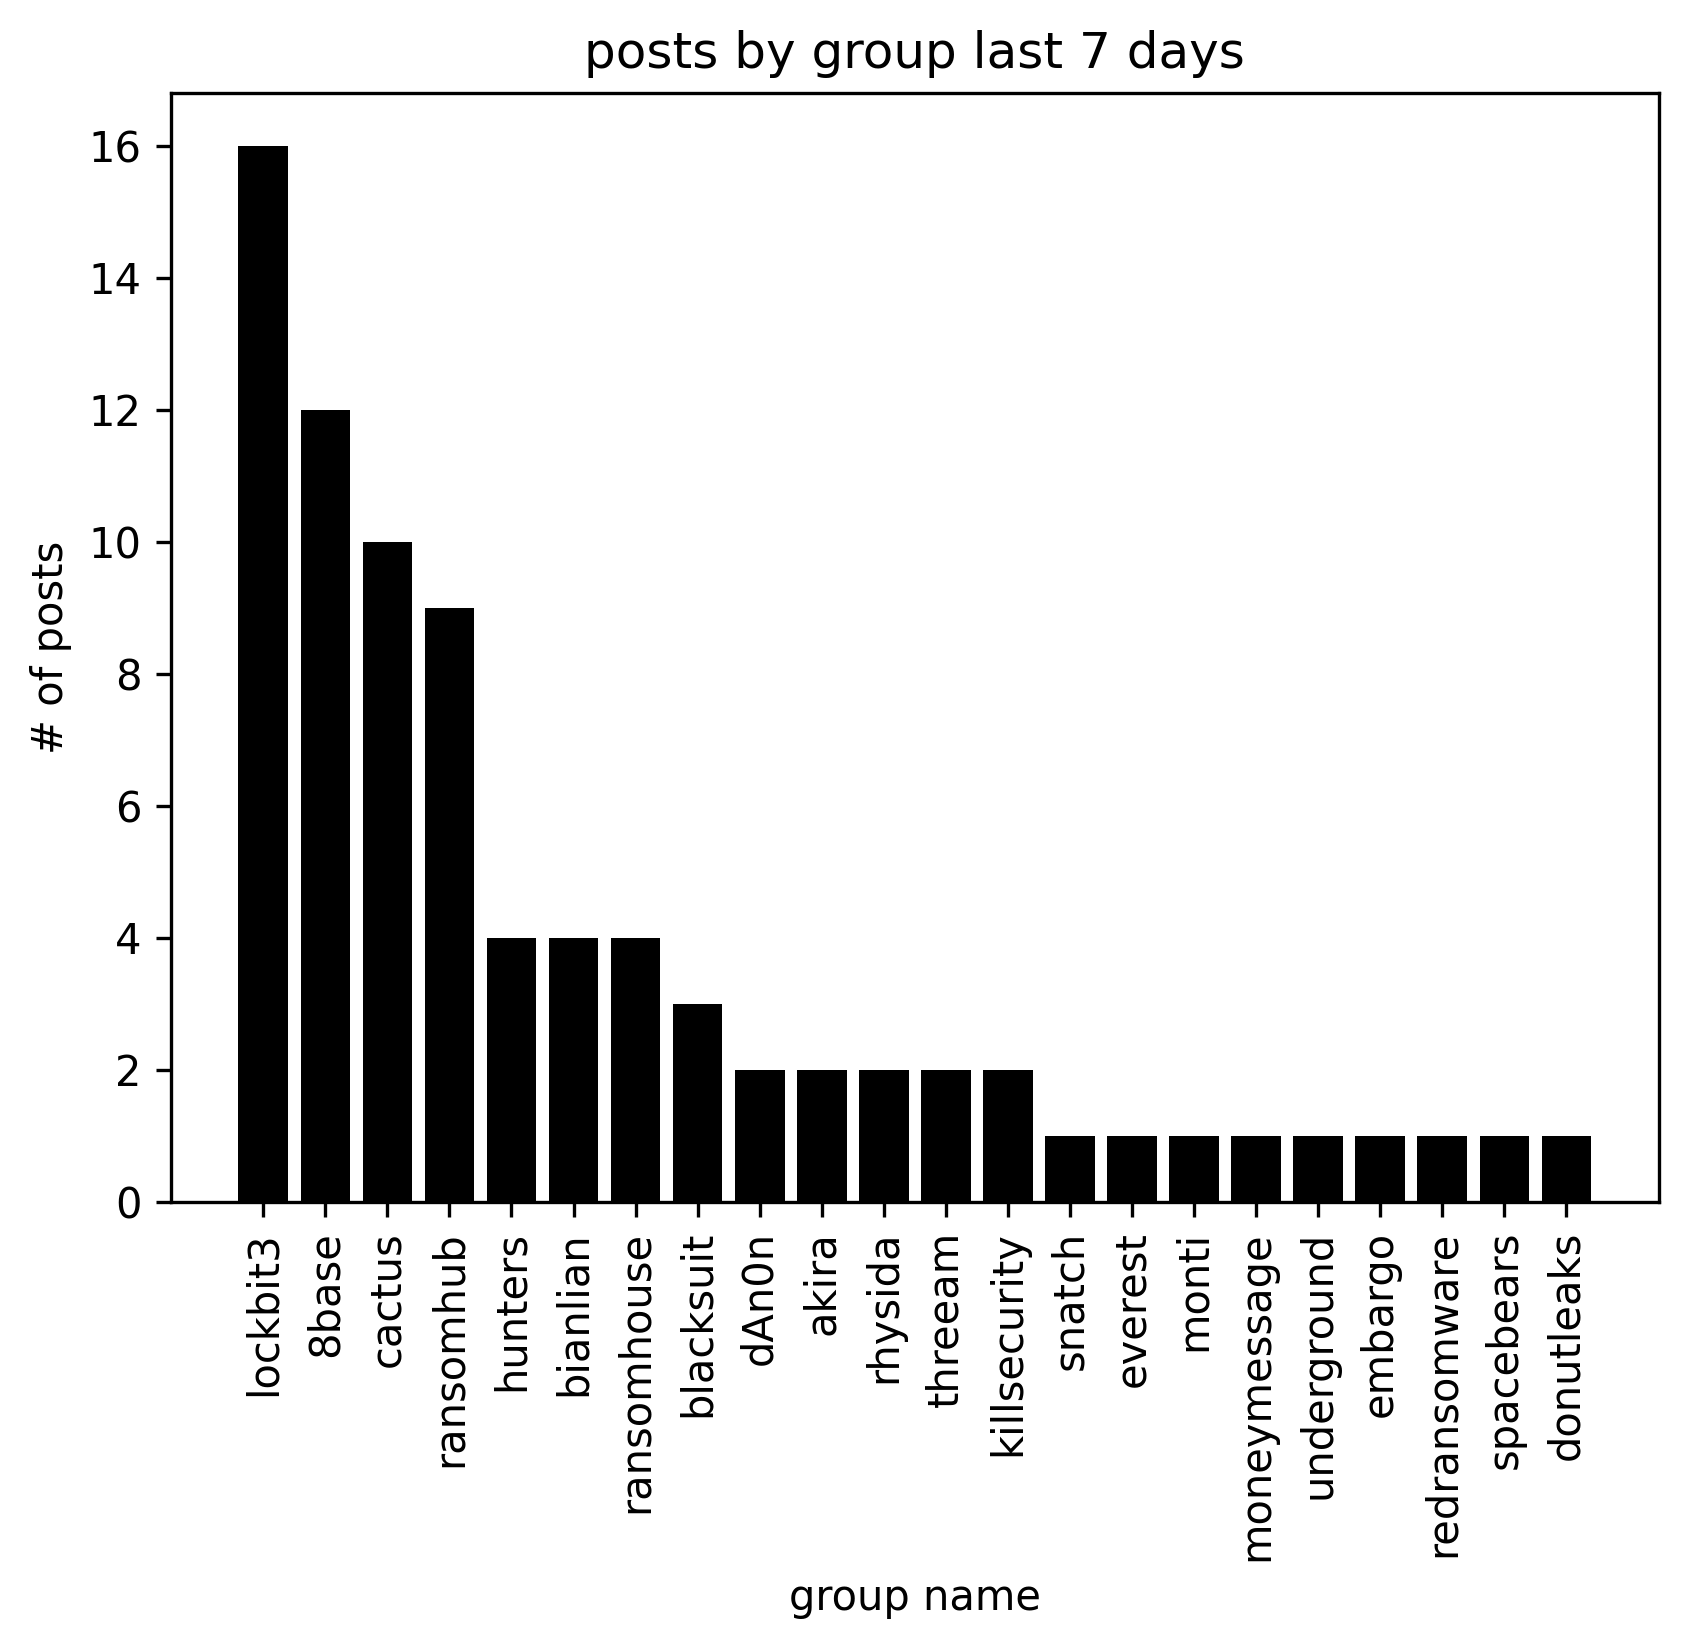 posts by group last 7 days
# of posts
16
14
12
10
8
6
4
2
0
lockbit3
8base
cactus
ransomhub
hunters
bianlian
ransomhouse
blacksuit
dAn0n
akira
rhysida
threeam
killsecurity
snatch
everest
monti
moneymessage
underground
embargo
redransomware
spacebears
donutleaks
group name